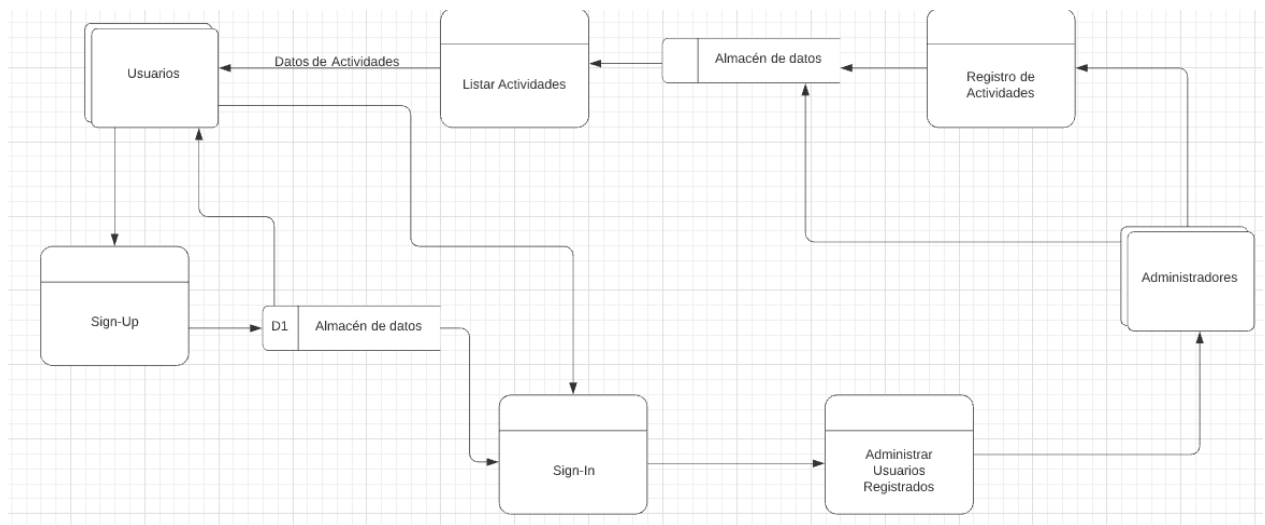 Usuarios
Datos de Actividades
Listar Actividades
Almacén de datos
Registro de
Actividades
Administradores
Sign-Up
D1
Almacén de datos
Sign-In
Administrar
Usuarios
Registrados